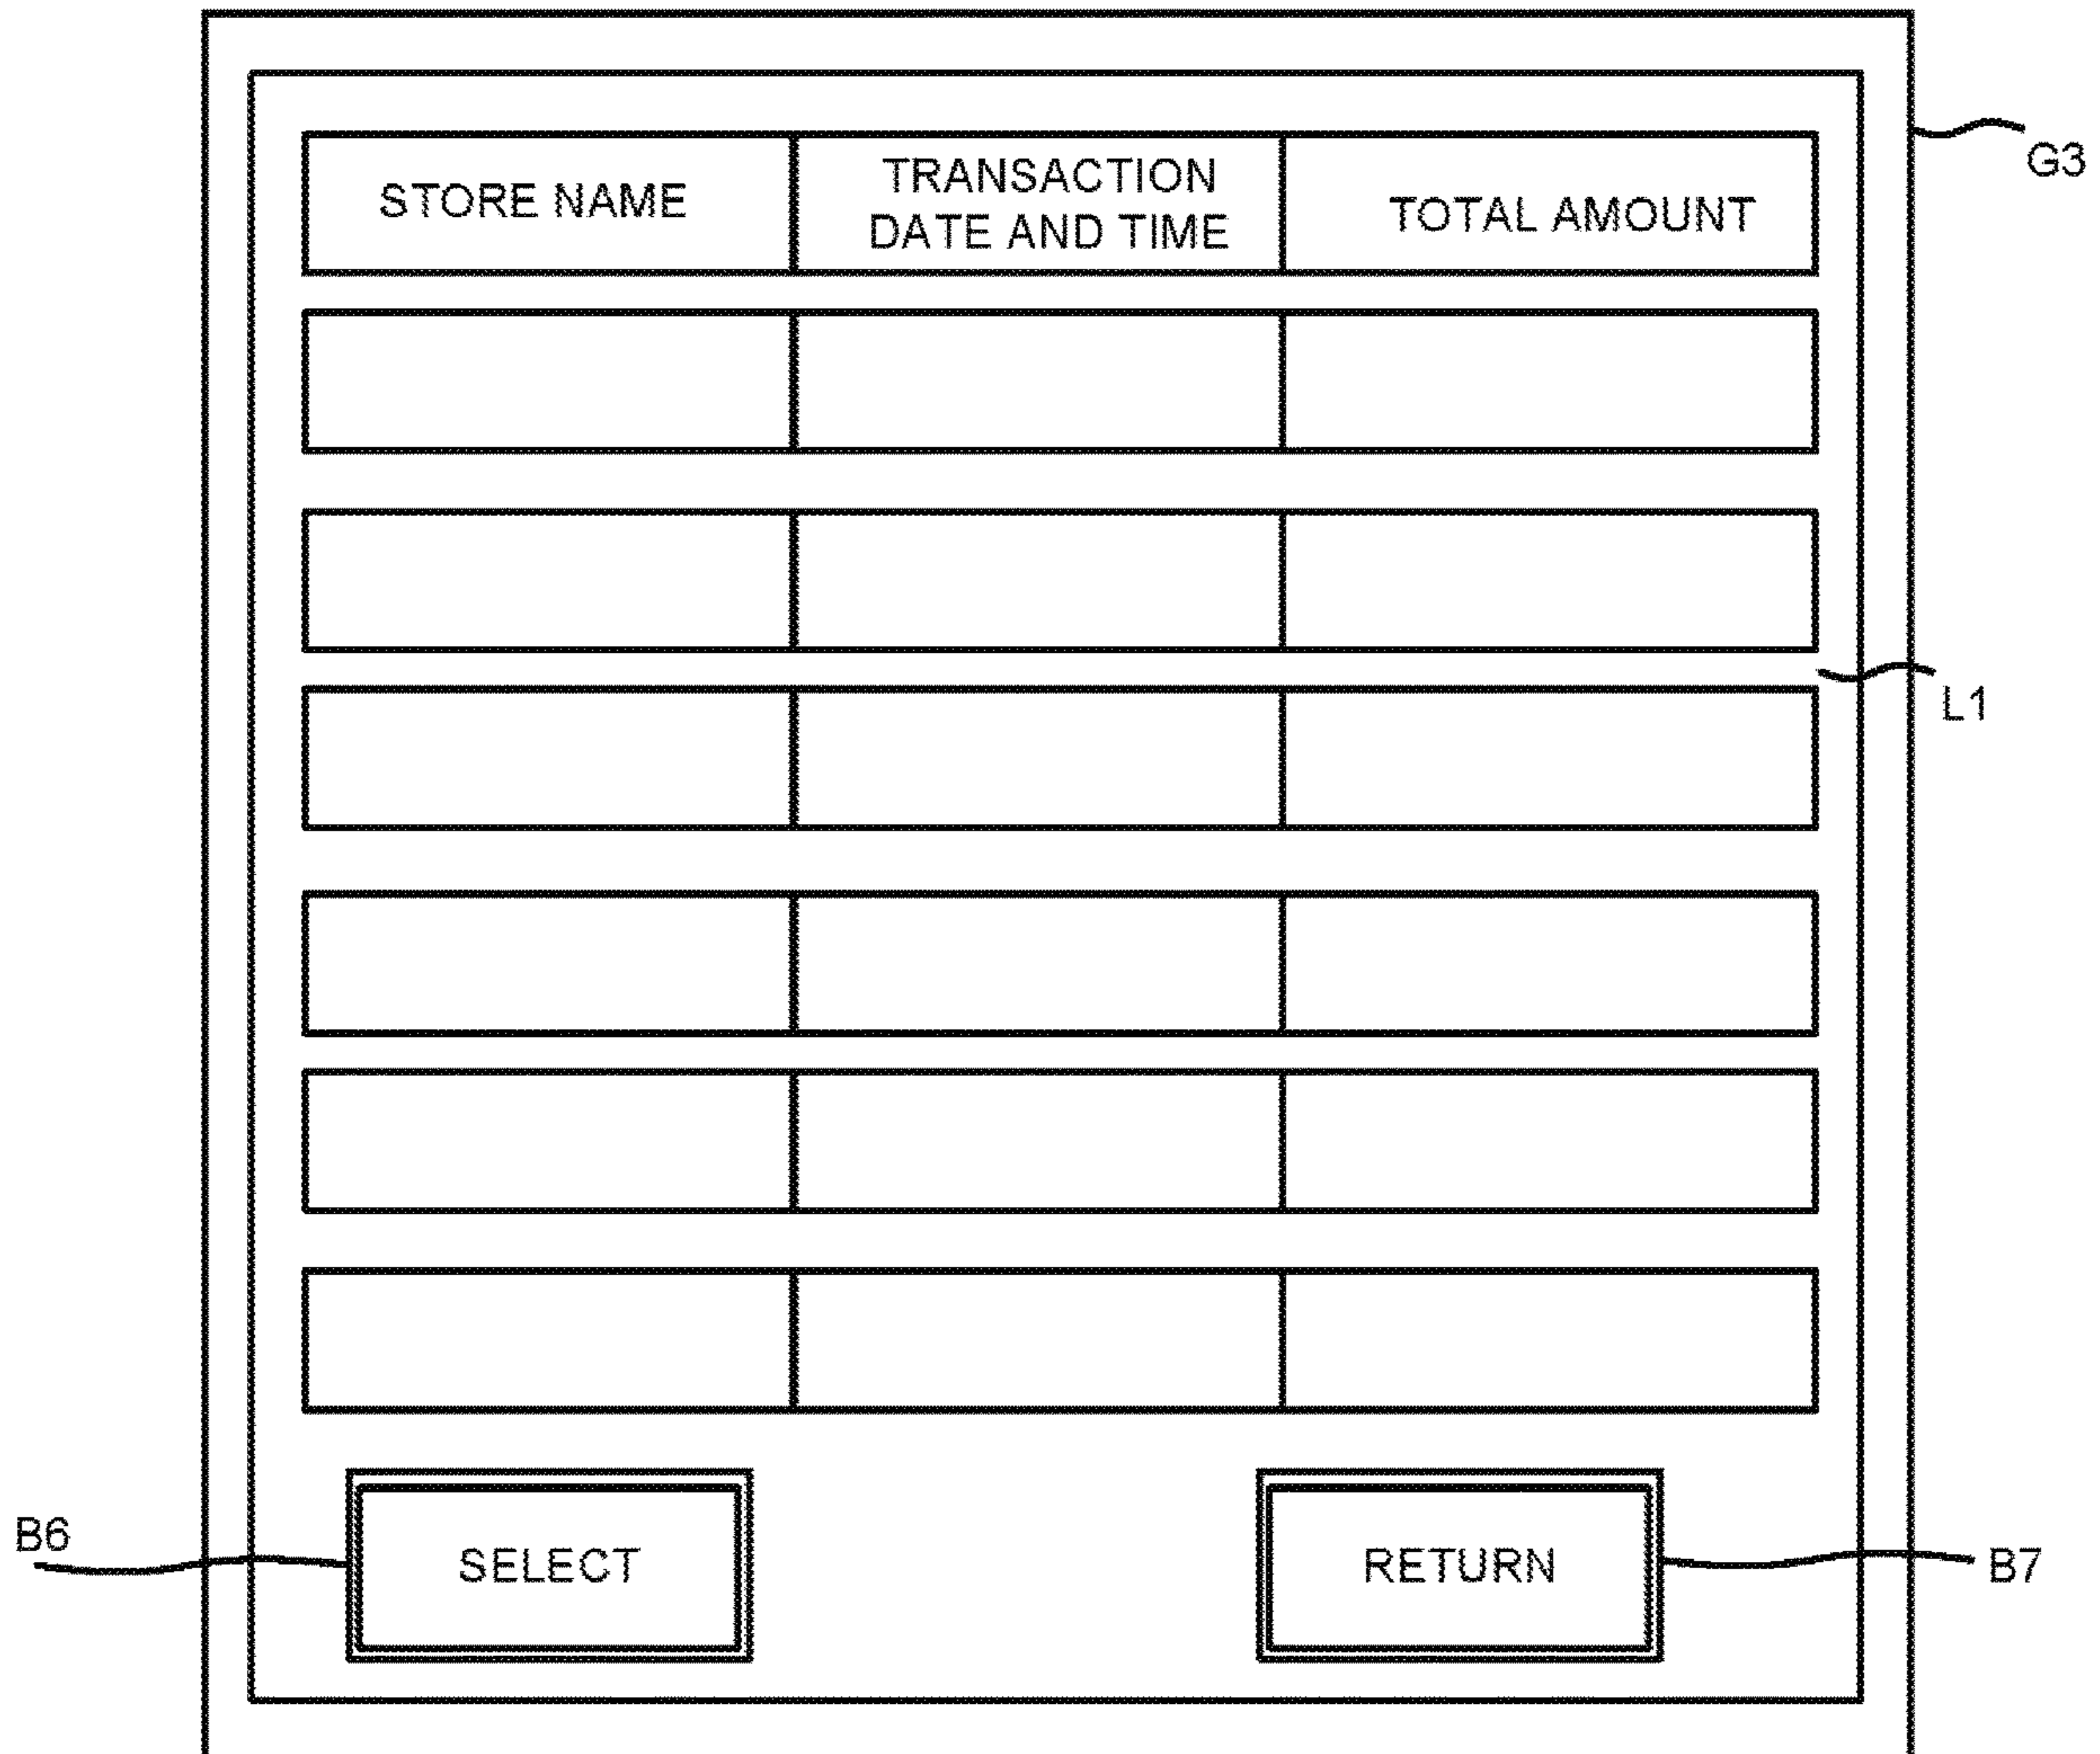 STORE NAME
TRANSACTION
DATE AND TIME
TOTAL AMOUNT
G3
L1
B6
SELECT
RETURN
B7